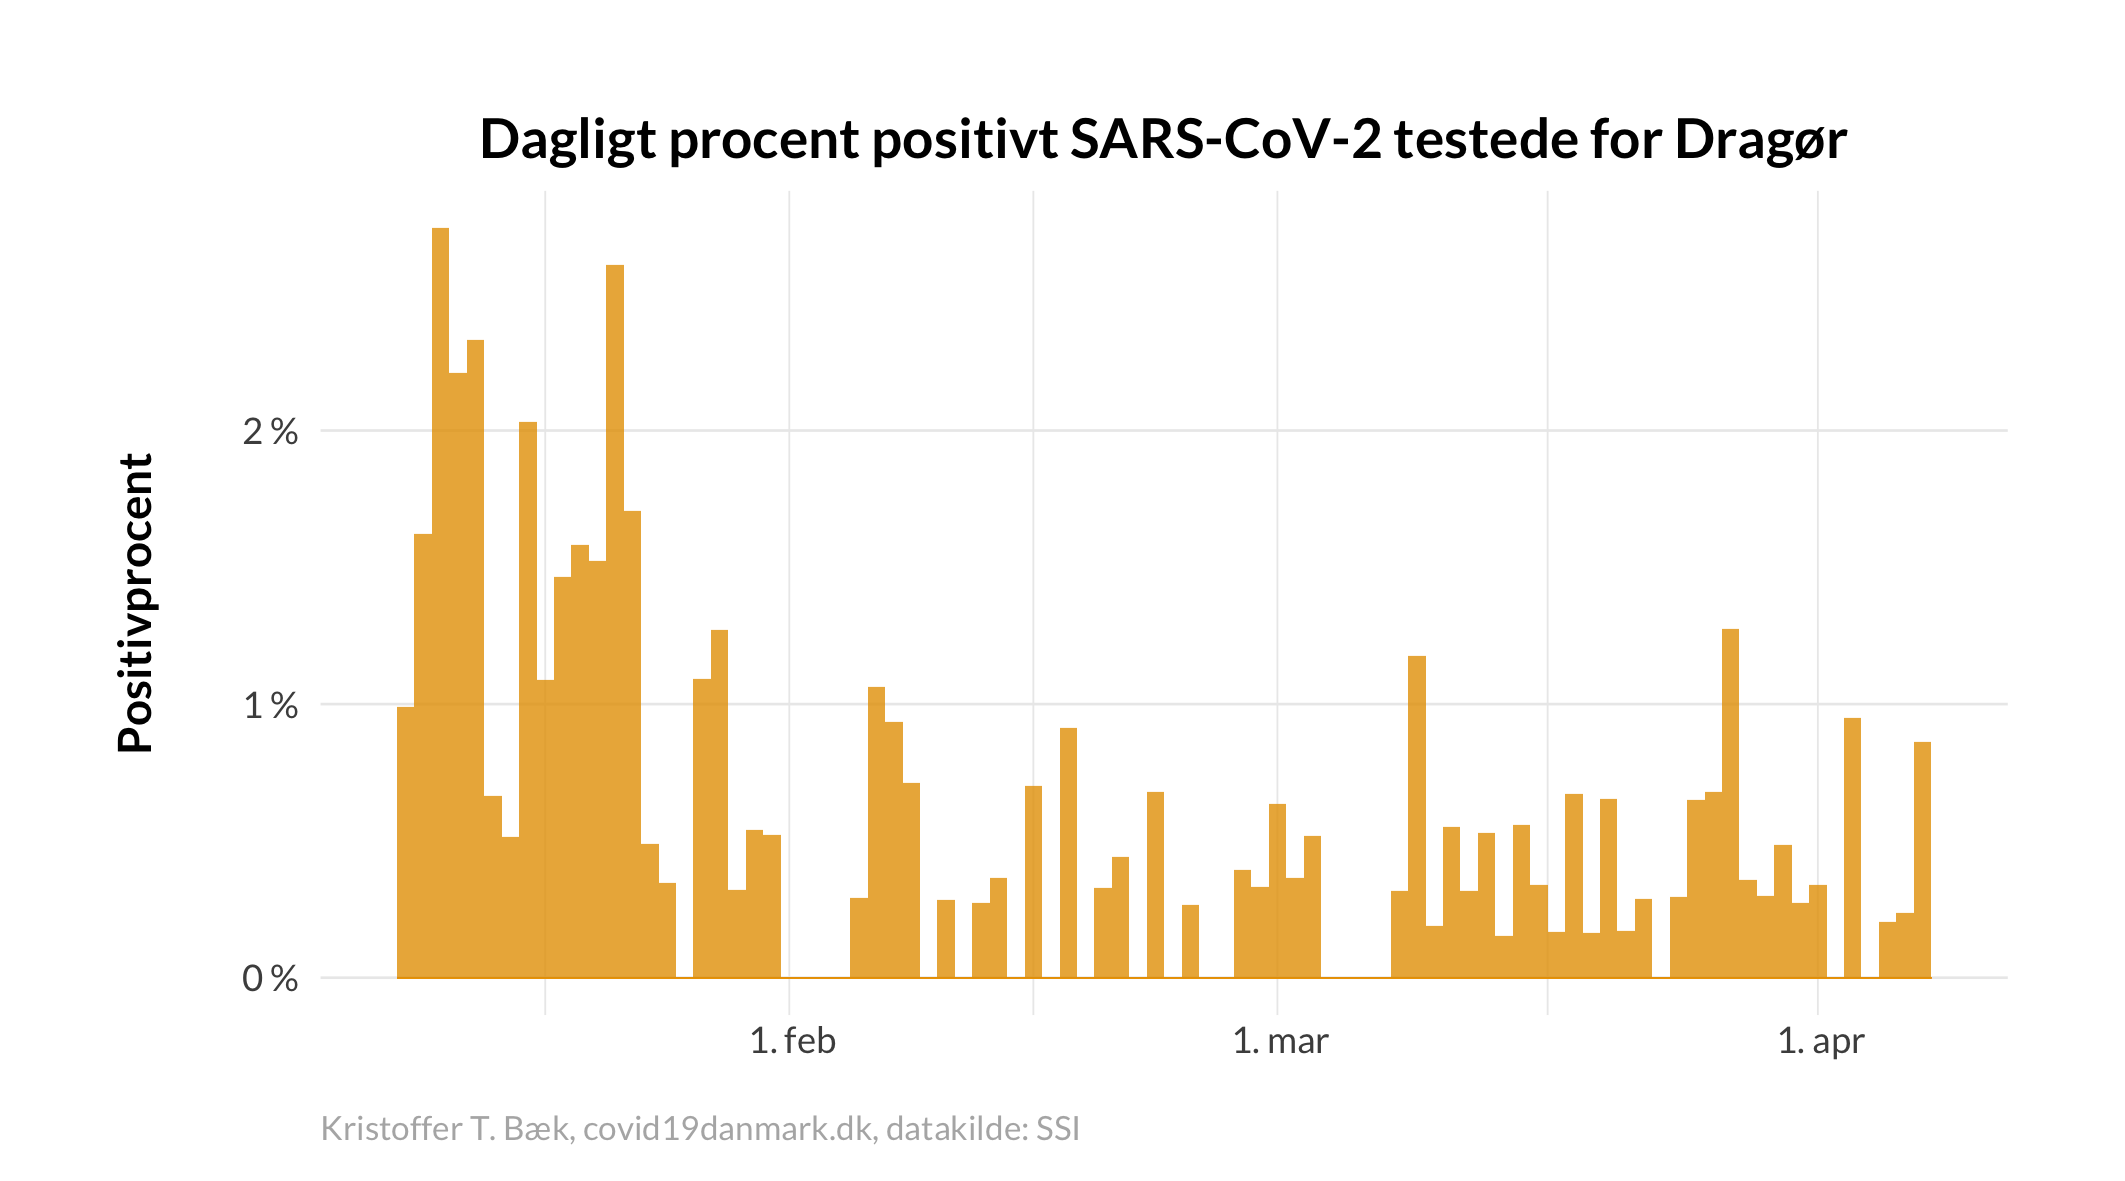 Dagligt procent positivt SARS-CoV-2 testede for Dragør
Positivprocent
2 %
1 %
0 %
1. feb
1. mar
1. apr
Kristoffer T. Bæk, covid19danmark.dk, datakilde: SSI